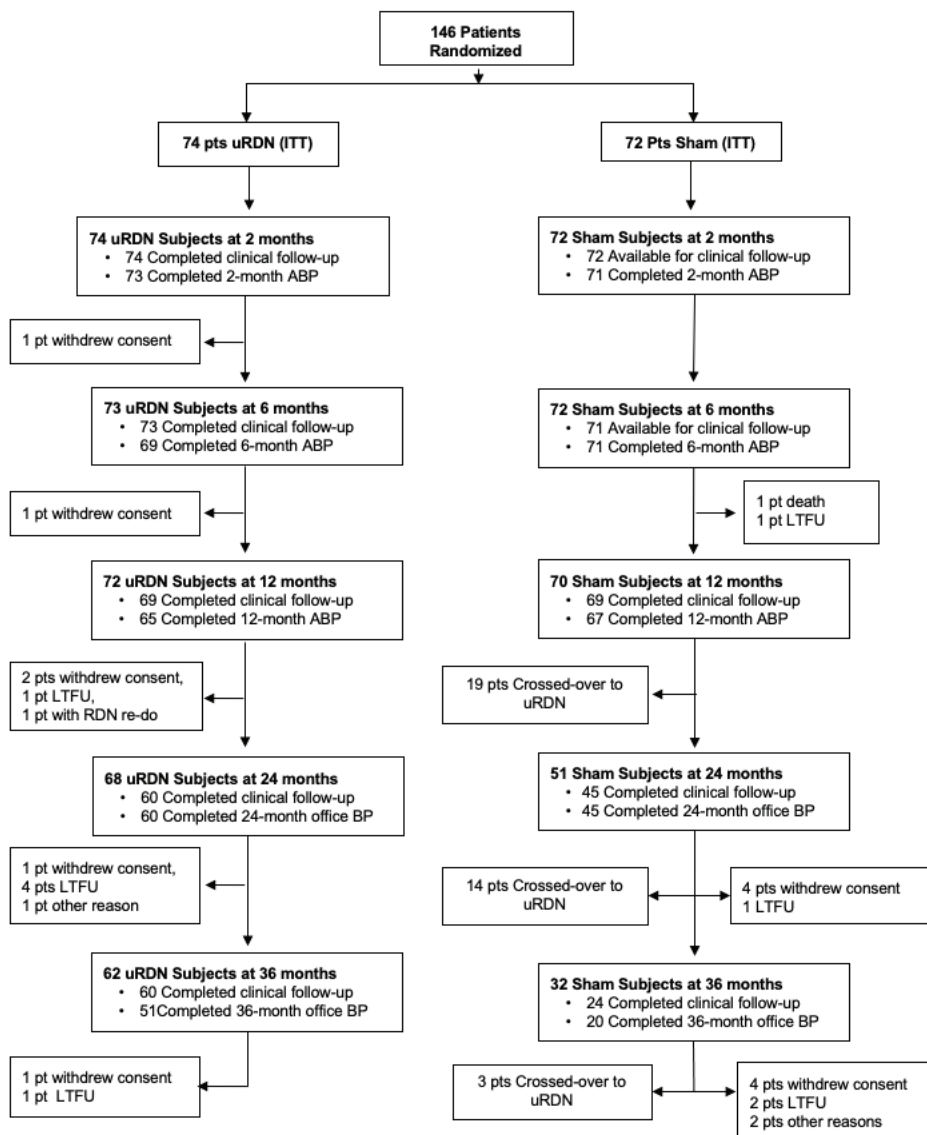 146 Patients
Randomized
74 pts uRDN (ITT)
72 Pts Sham (ITT)
74 uRDN Subjects at 2 months
• 74 Completed clinical follow-up
• 73 Completed 2-month ABP
72 Sham Subjects at 2 months
• 72 Available for clinical follow-up
• 71 Completed 2-month ABP
1 pt withdrew consent
73 uRDN Subjects at 6 months
• 73 Completed clinical follow-up
• 69 Completed 6-month ABP
72 Sham Subjects at 6 months
• 71 Available for clinical follow-up
• 71 Completed 6-month ABP
1 pt withdrew consent
1 pt death
1 pt LTFU
72 uRDN Subjects at 12 months
• 69 Completed clinical follow-up
• 65 Completed 12-month ABP
70 Sham Subjects at 12 months
• 69 Completed clinical follow-up
• 67 Completed 12-month ABP
2 pts withdrew consent,
1 pt LTFU,
1 pt with RDN re-do
19 pts Crossed-over to
uRDN
68 uRDN Subjects at 24 months
• 60 Completed clinical follow-up
• 60 Completed 24-month office BP
51 Sham Subjects at 24 months
• 45 Completed clinical follow-up
• 45 Completed 24-month office BP
1 pt withdrew consent,
4 pts LTFU
1 pt other reason
14 pts Crossed-over to
uRDN
4 pts withdrew consent
1 LTFU
62 uRDN Subjects at 36 months
• 60 Completed clinical follow-up
• 51Completed 36-month office BP
32 Sham Subjects at 36 months
• 24 Completed clinical follow-up
• 20 Completed 36-month office BP
1 pt withdrew consent
1 pt LTFU
3 pts Crossed-over to
uRDN
4 pts withdrew consent
2 pts LTFU
2 pts other reasons